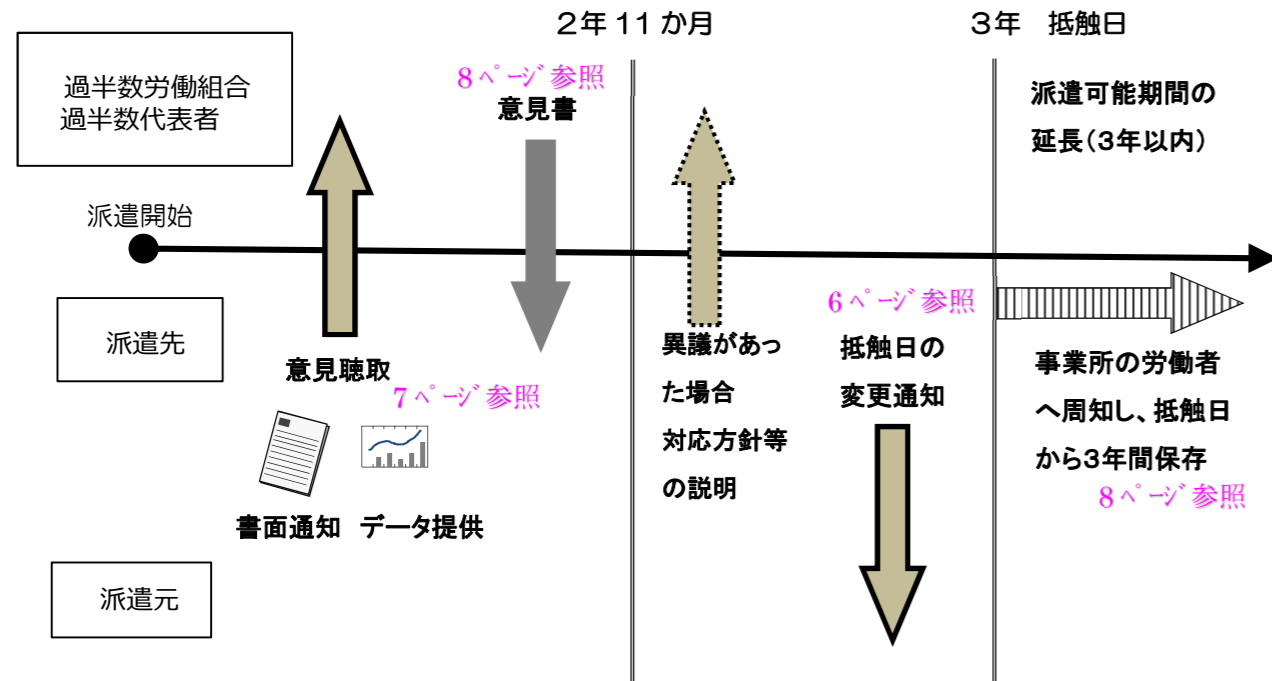 2年 11 か月
3年 抵触日
過半数労働組合
過半数代表者
8ページ参照
意見書
派遣可能期間の
延長(3年以内)
派遣開始
派遣先
意見聴取
7ページ参照
書面通知 データ提供
異議があっ
た場合
対応方針等
の説明
6ページ参照
抵触日の
変更通知
事業所の労働者
へ周知し、抵触日
から3年間保存
8ページ参照
派遣元